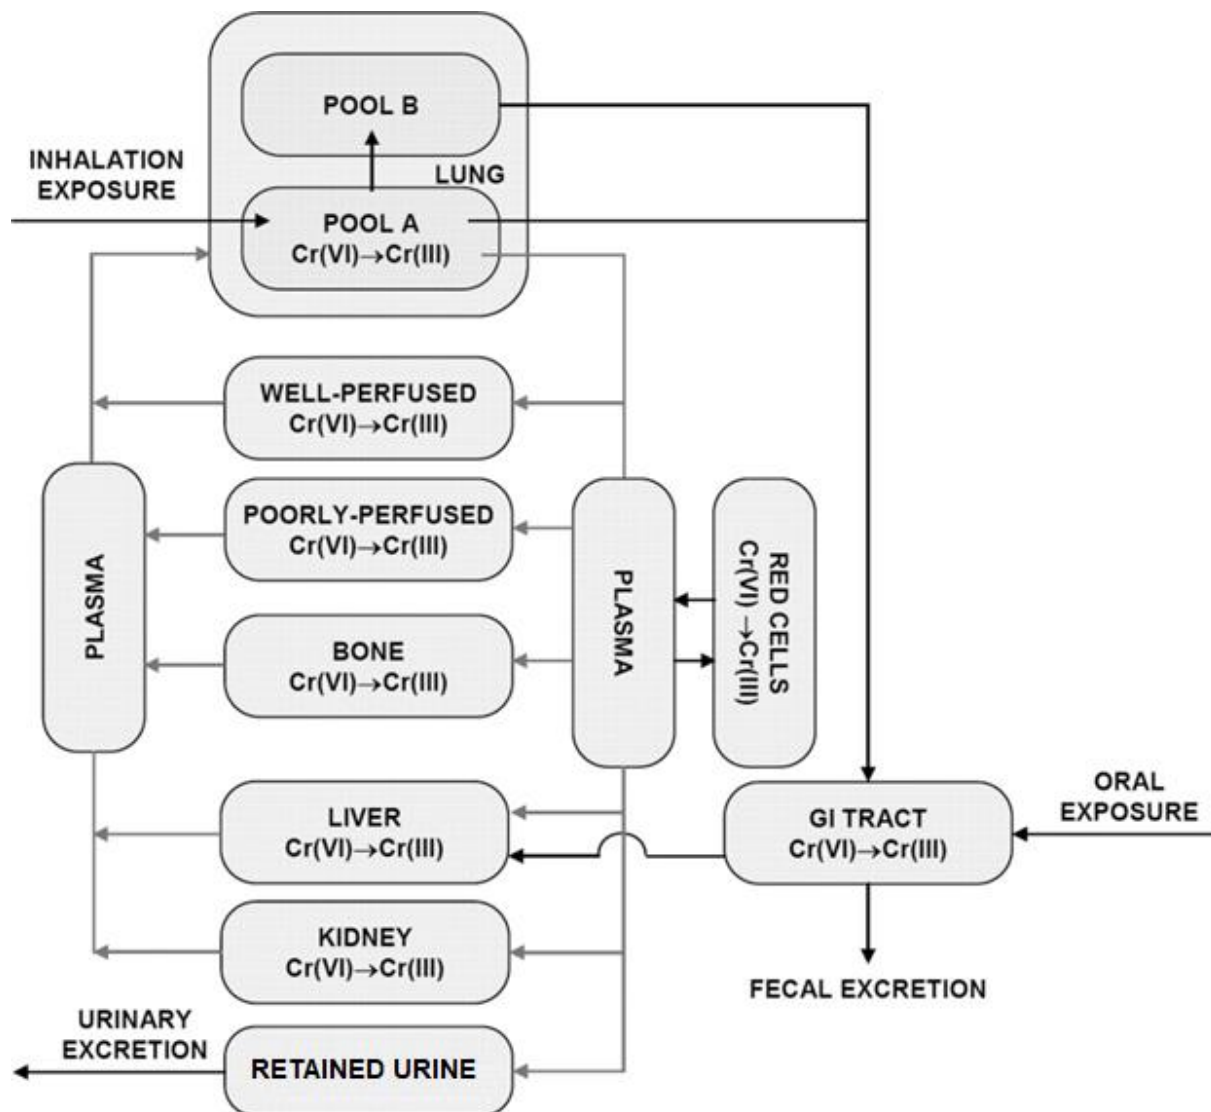 POOL B
INHALATION
EXPOSURE
LUNG
POOL A
Cr(VI)→Cr(III)
WELL-PERFUSED
Cr(VI)→Cr(III)
POORLY-PERFUSED
Cr(VI)→Cr(III)
BONE
Cr(VI)→Cr(III)
PLASMA
PLASMA
RED CELLS
Cr(VI)→Cr(III)
LIVER
Cr(VI)→Cr(III)
GI TRACT
Cr(VI)→Cr(III)
ORAL
EXPOSURE
KIDNEY
Cr(VI)→Cr(III)
FECAL EXCRETION
URINARY
EXCRETION
RETAINED URINE